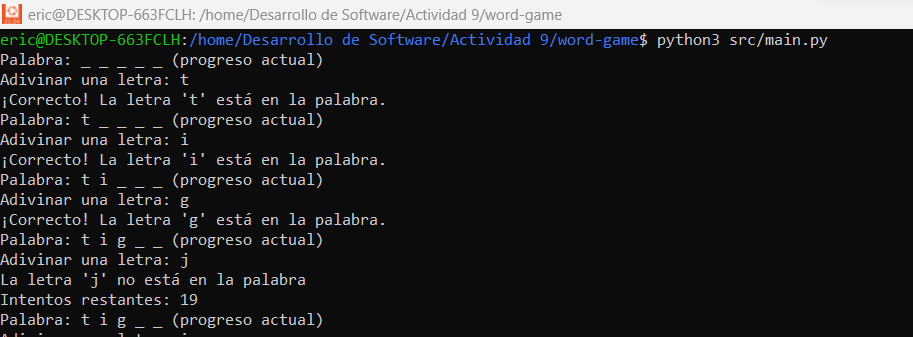 eric@DESKTOP-663FCLH: /home/Desarrollo de Software/Actividad 9/word-game
eric@DESKTOP-663FCLH:/home/Desarrollo de Software/Actividad 9/word-game$ python3 src/main.py
Palabra: _ _ _ _ _ (progreso actual)
Adivinar una letra: t
¡Correcto! La letra 't' está en la palabra.
Palabra: t _ _ _ _ (progreso actual)
Adivinar una letra: i
¡Correcto! La letra 'i' está en la palabra.
Palabra: t i _ _ _ (progreso actual)
Adivinar una letra: g
¡Correcto! La letra 'g' está en la palabra.
Palabra: t i g _ _ (progreso actual)
Adivinar una letra: j
La letra 'j' no está en la palabra
Intentos restantes: 19
Palabra: t i g _ _ (progreso actual)